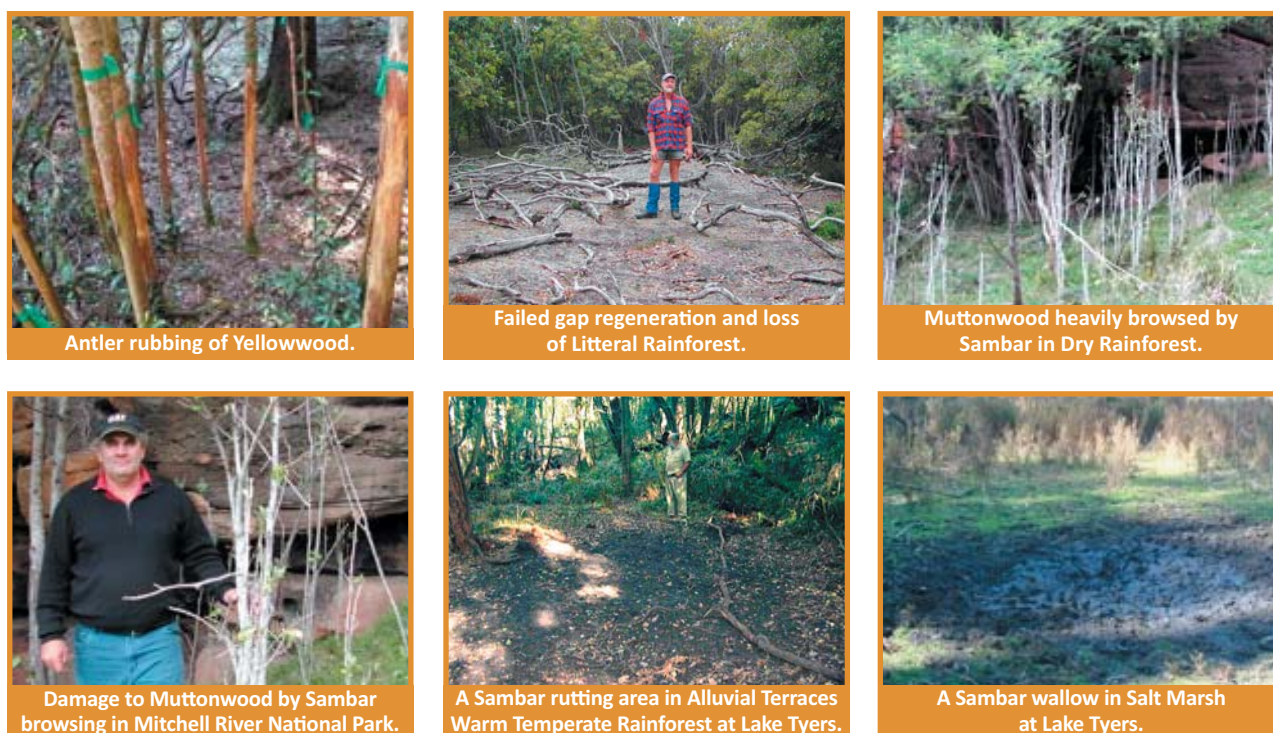 Antler rubbing of Yellowwood.
Failed gap regeneration and loss
of Litteral Rainforest.
Muttonwood heavily browsed by
Sambar in Dry Rainforest.
Damage to Muttonwood by Sambar
browsing in Mitchell River National Park.
A Sambar rutting area in Alluvial Terraces
Warm Temperate Rainforest at Lake Tyers.
A Sambar wallow in Salt Marsh
at Lake Tyers.